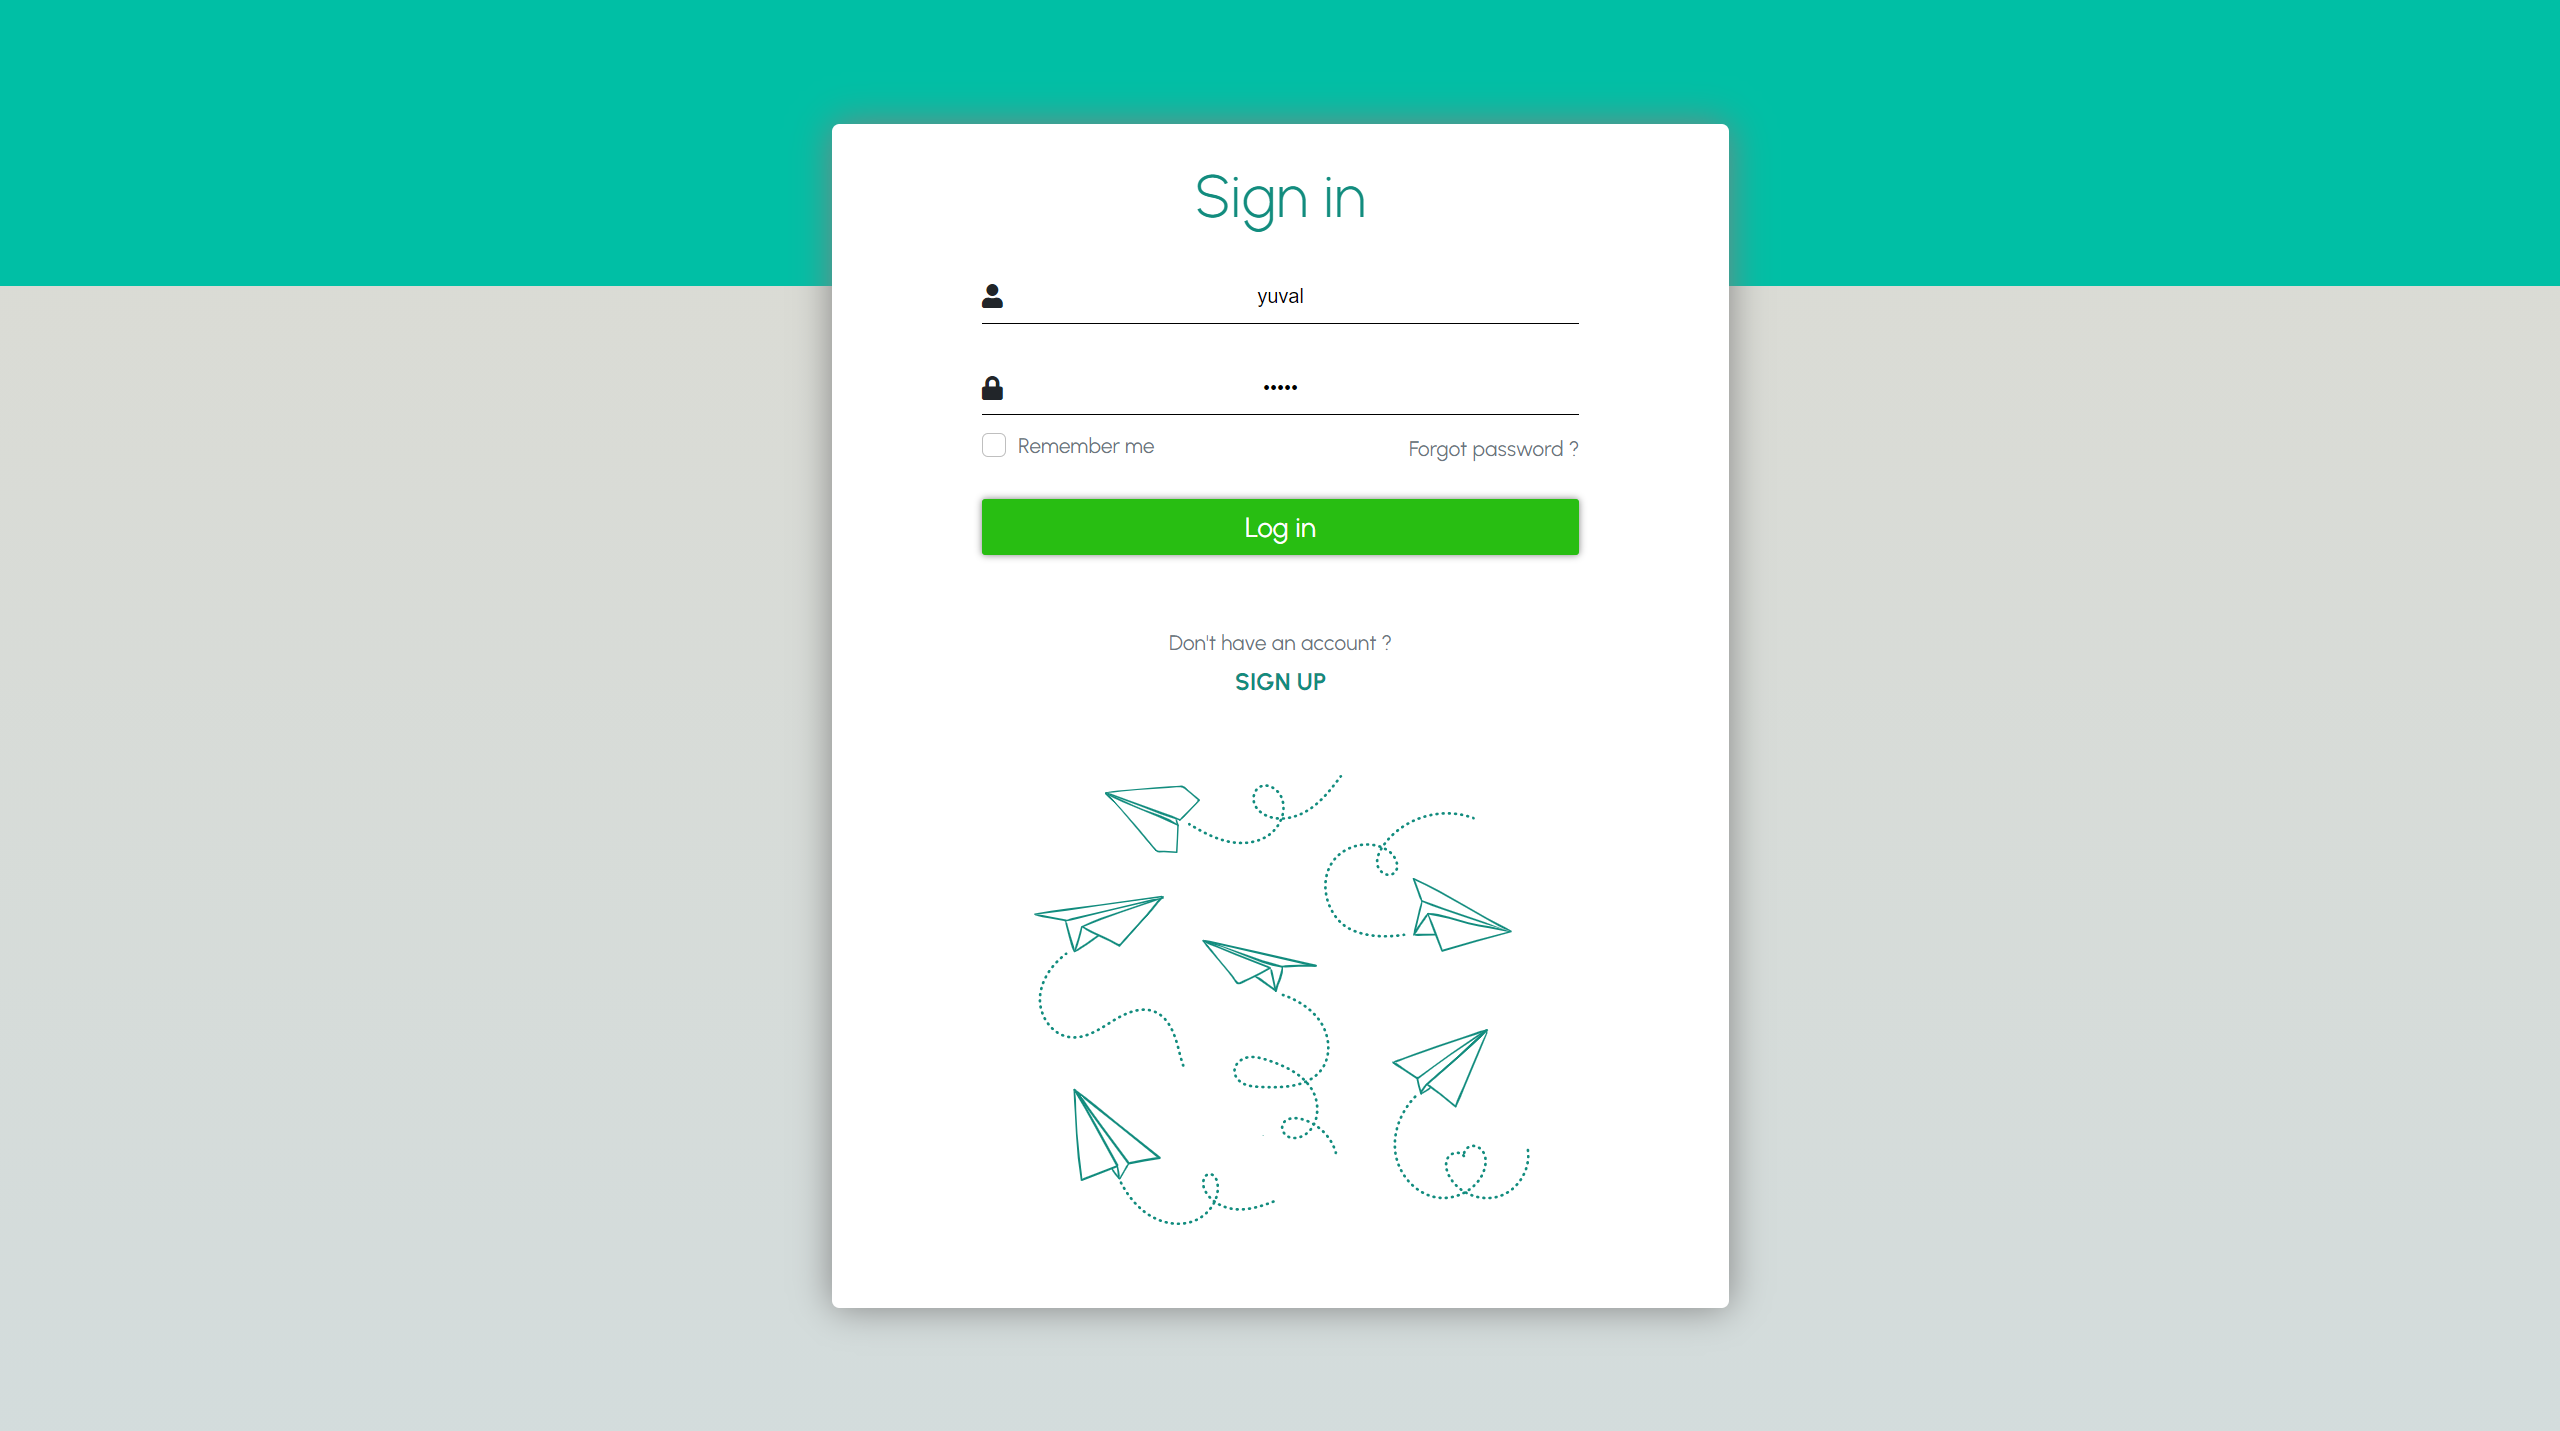 Sign in
yuval
•••••
Remember me
Forgot password ?
Log in
Don't have an account ?
SIGN UP